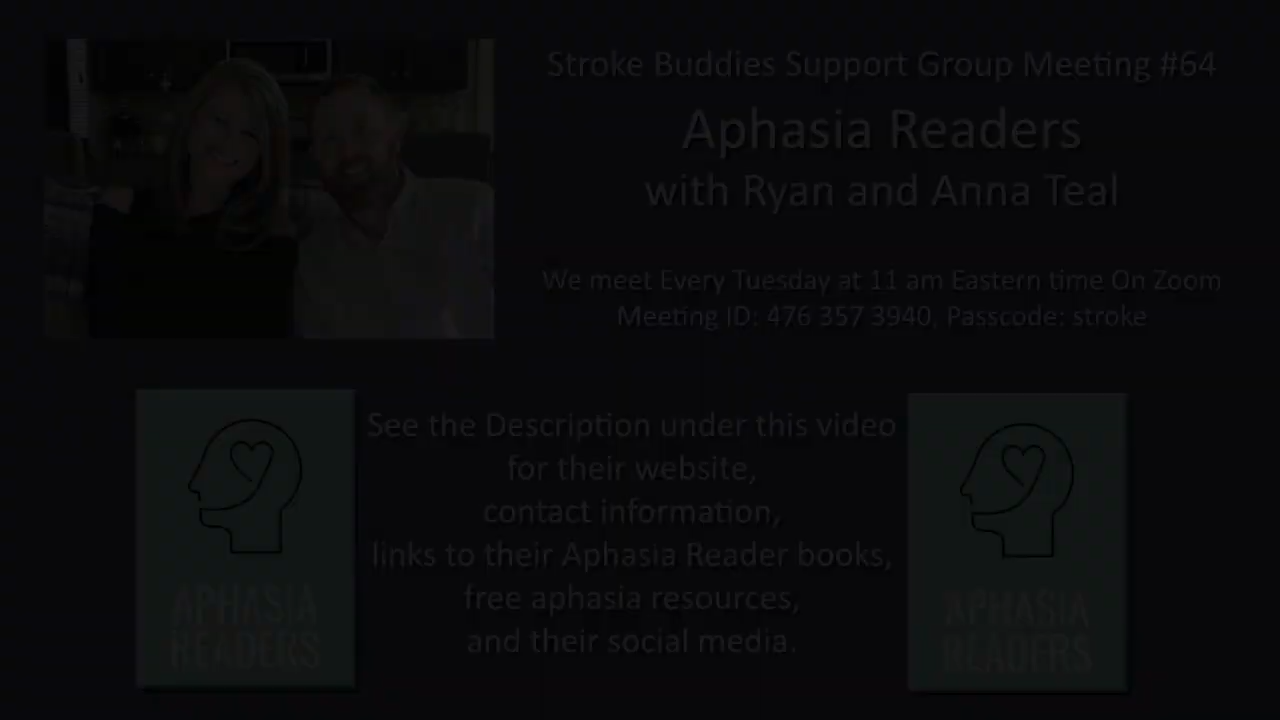 Stroke Buddies Support Group Meeting #64
Aphasia Readers
with Ryan and Anna Teal
We meet Every Tuesday at 11 am Eastern time On Zoom
Meeting ID: 476 357 3940, Passcode: stroke
See the Description under this video
for their website,
contact information,
links to their Aphasia Reader books,
free aphasia resources,
and their social media.
APHASIA
READERS
APHASIA
READERS